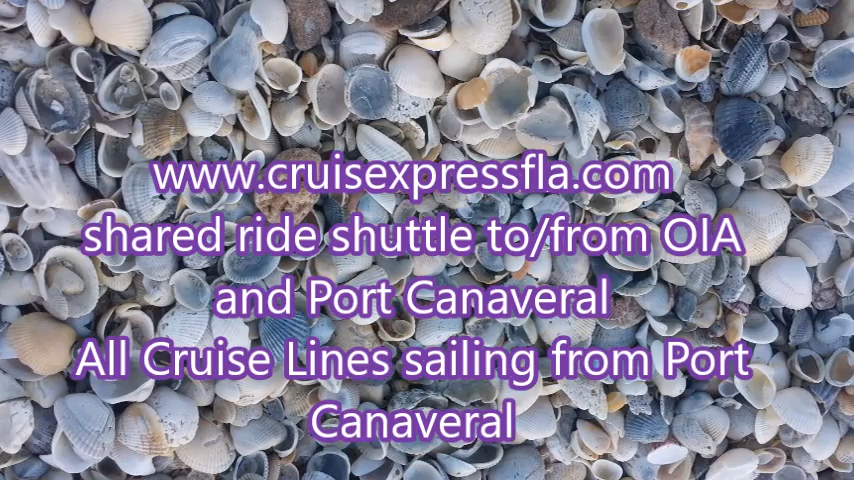 www.cruisexpressfla.com
shared ride shuttle to/from OIA
and Port Canaveral
All Cruise Lines sailing from Port
Canaveral